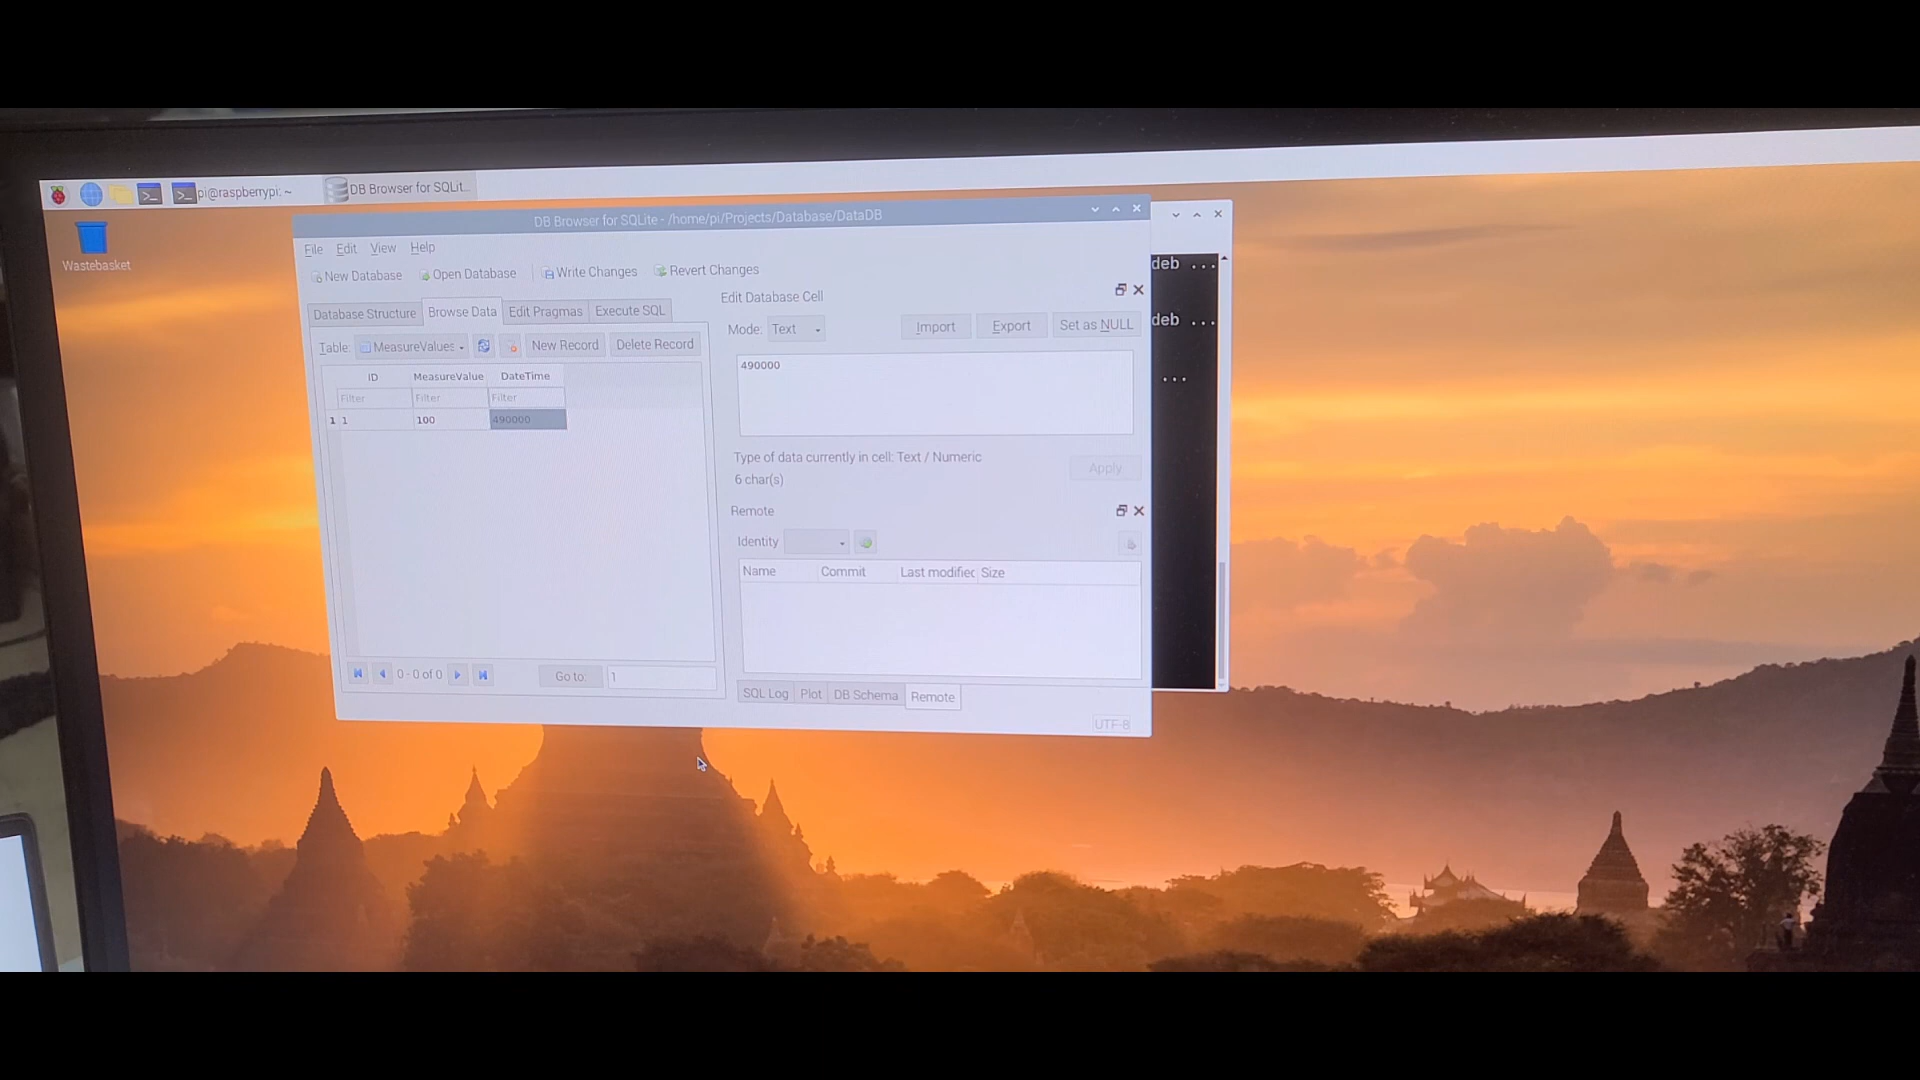 pi@raspberrypi: ~
DB Browser for SQLit...
Wastebasket
DB Browser for SQLite - /home/pi/Projects/Database/DataDB
File Edit View Help
New Database Open Database Write Changes Revert Changes
Database Structure Browse Data Edit Pragmas Execute SQL
Table: MeasureValues New Record Delete Record
ID MeasureValue DateTime
Filter Filter Filter
1 1 100 490000
0 - 0 of 0 Go to: 1
Edit Database Cell
Mode: Text Import Export Set as NULL
490000
Type of data currently in cell: Text / Numeric
6 char(s)
Apply
Remote
Identity
Name Commit Last modified Size
SQL Log Plot DB Schema Remote
UTF-8
deb ...
deb ...
...